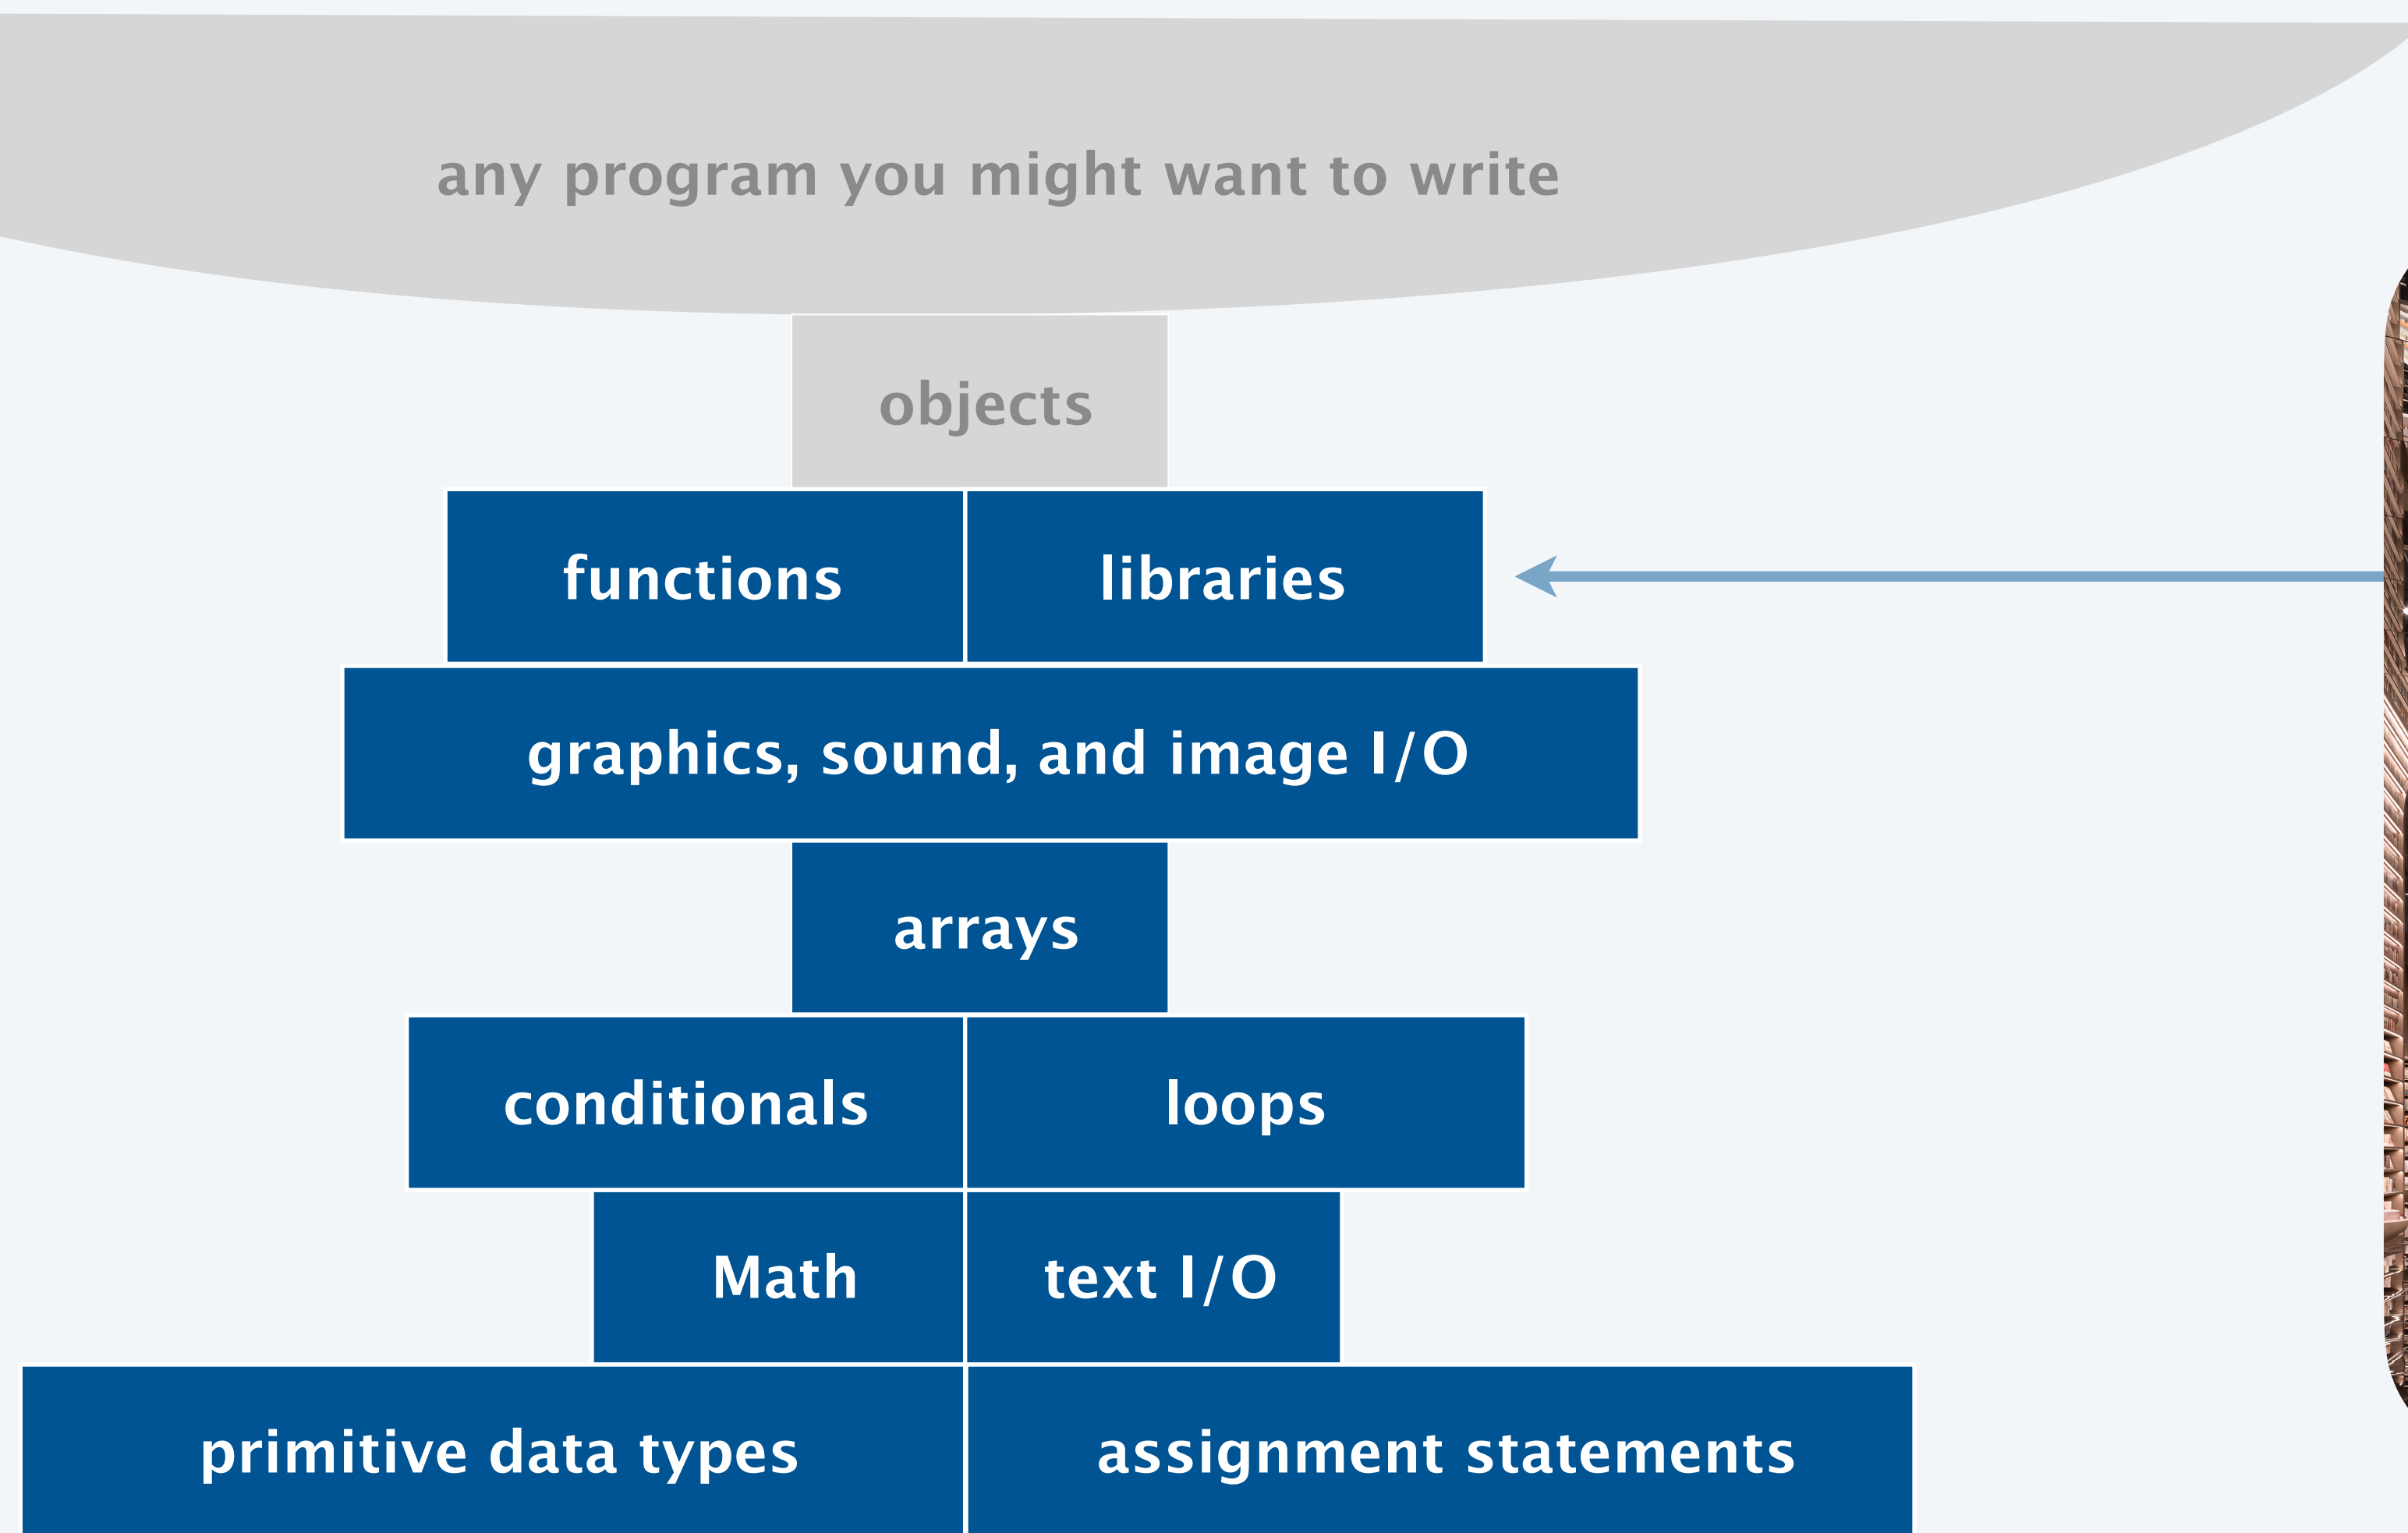 any program you might want to write
objects
functions libraries
graphics, sound, and image I/O
arrays
conditionals loops
Math text I/O
primitive data types assignment statements